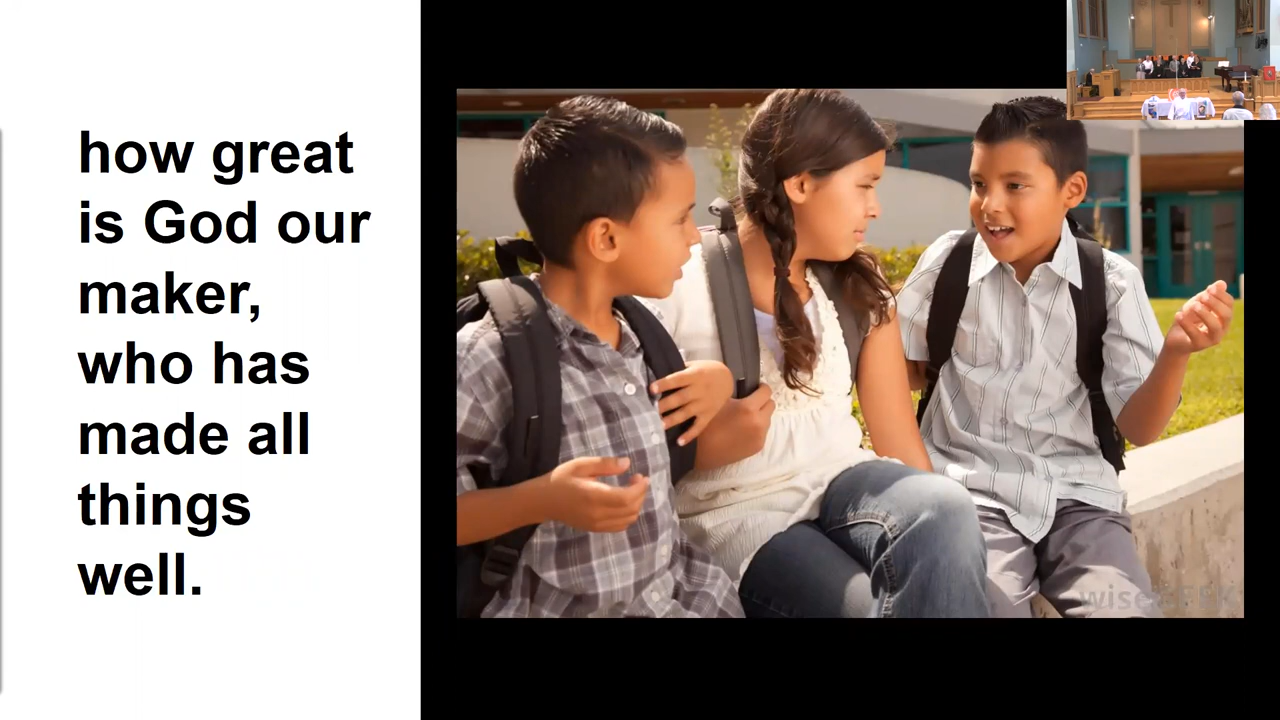 how great
is God our
maker,
who has
made all
things
well.